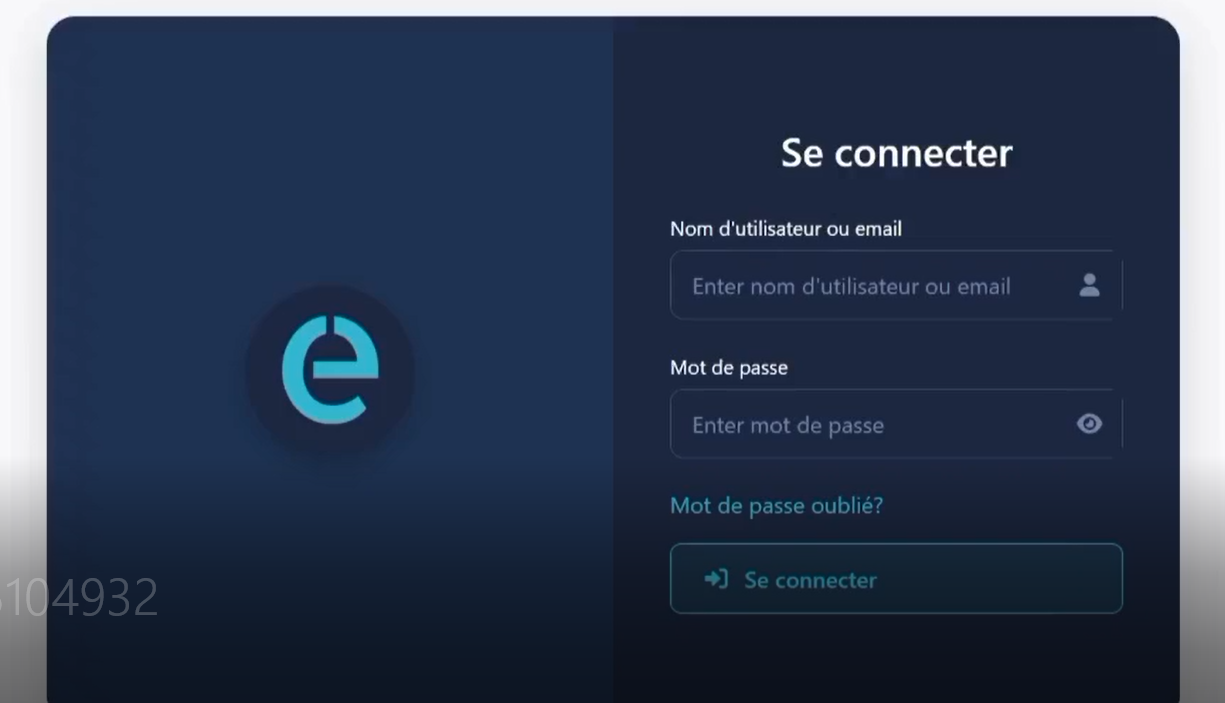 Se connecter
Nom d'utilisateur ou email
Enter nom d'utilisateur ou email
Mot de passe
Enter mot de passe
Mot de passe oublié?
Se connecter
104932